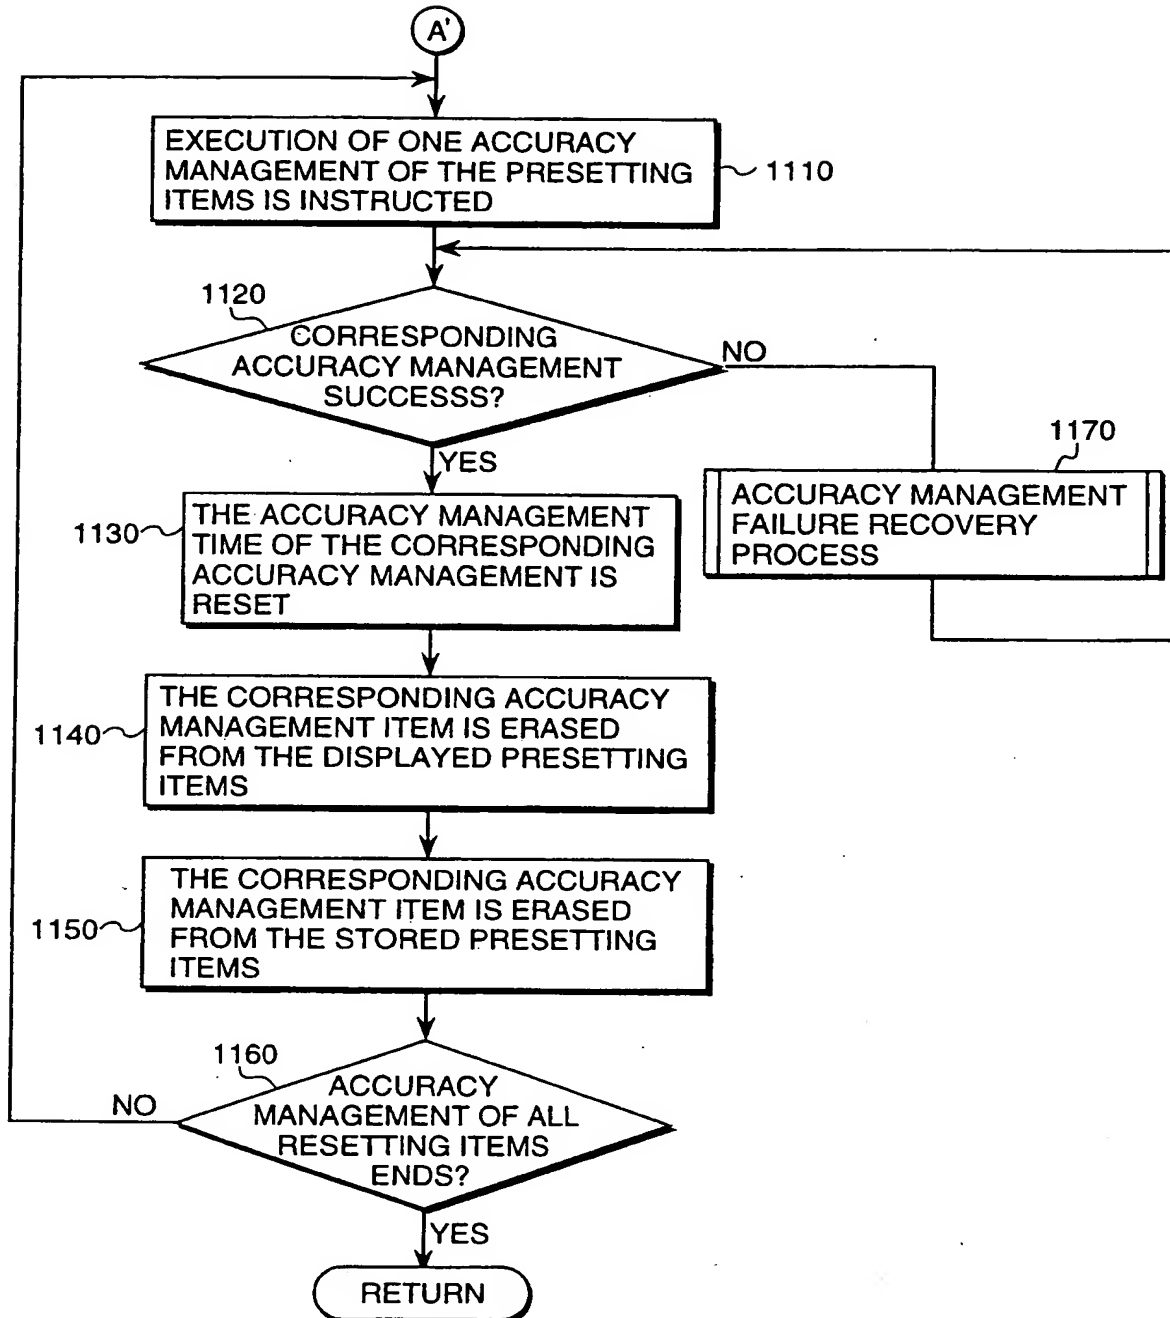 A'
EXECUTION OF ONE ACCURACY
MANAGEMENT OF THE PRESETTING
ITEMS IS INSTRUCTED
1110
1120
CORRESPONDING
ACCURACY MANAGEMENT
SUCCESSS?
NO
YES
1170
ACCURACY MANAGEMENT
FAILURE RECOVERY
PROCESS
1130
THE ACCURACY MANAGEMENT
TIME OF THE CORRESPONDING
ACCURACY MANAGEMENT IS
RESET
1140
THE CORRESPONDING ACCURACY
MANAGEMENT ITEM IS ERASED
FROM THE DISPLAYED PRESETTING
ITEMS
1150
THE CORRESPONDING ACCURACY
MANAGEMENT ITEM IS ERASED
FROM THE STORED PRESETTING
ITEMS
1160
ACCURACY
MANAGEMENT OF ALL
RESETTING ITEMS
ENDS?
NO
YES
RETURN